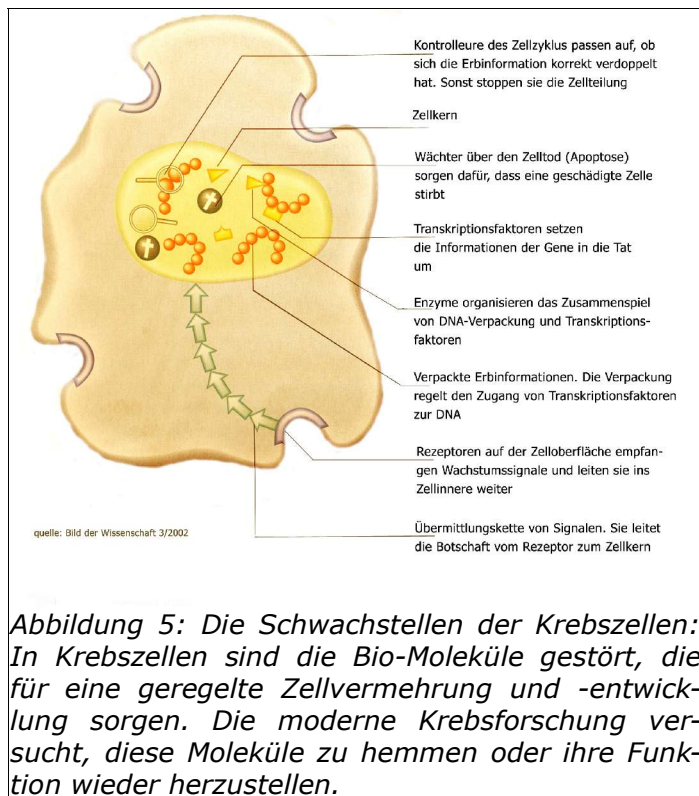 Kontrolleure des Zellzyklus passen auf, ob
sich die Erbinformation korrekt verdoppelt
hat. Sonst stoppen sie die Zellteilung
Zellkern
Wächter über den Zelltod (Apoptose)
sorgen dafür, dass eine geschädigte Zelle
stirbt
Transkriptionsfaktoren setzen
die Informationen der Gene in die Tat
um
Enzyme organisieren das Zusammenspiel
von DNA-Verpackung und Transkriptions-
faktoren
Verpackte Erbinformationen. Die Verpackung
regelt den Zugang von Transkriptionsfaktoren
zur DNA
Rezeptoren auf der Zelloberfläche empfan-
gen Wachstumssignale und leiten sie ins
Zellinnere weiter
Übermittlungskette von Signalen. Sie leitet
die Botschaft vom Rezeptor zum Zellkern
quelle: Bild der Wissenschaft 3/2002
Abbildung 5: Die Schwachstellen der Krebszellen:
In Krebszellen sind die Bio-Moleküle gestört, die
für eine geregelte Zellvermehrung und -entwick-
lung sorgen. Die moderne Krebsforschung ver-
sucht, diese Moleküle zu hemmen oder ihre Funk-
tion wieder herzustellen.